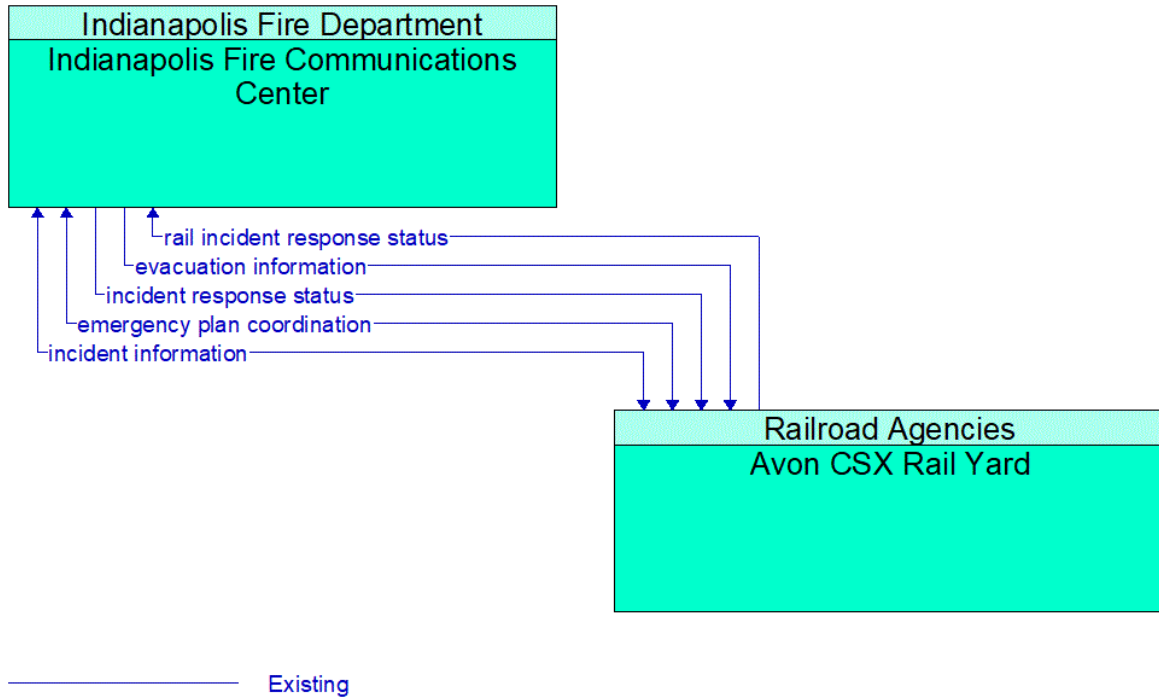 Indianapolis Fire Department
Indianapolis Fire Communications
Center
rail incident response status
evacuation information
incident response status
emergency plan coordination
incident information
Railroad Agencies
Avon CSX Rail Yard
Existing